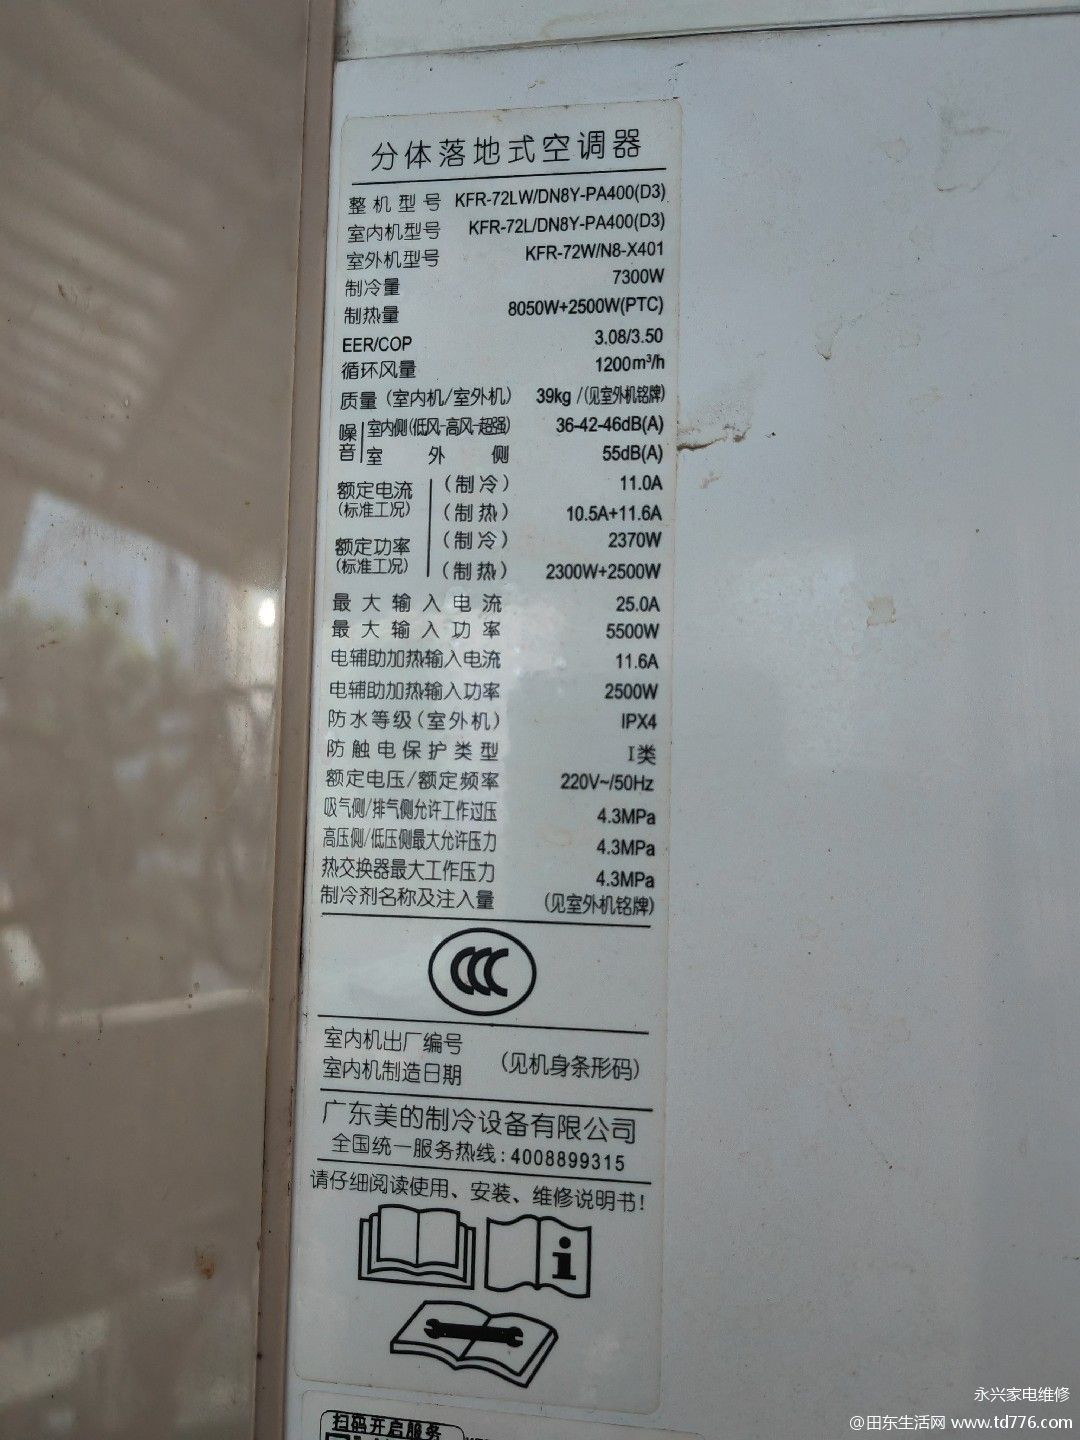 分体落地式空调器
整机型号 KFR-72LW/DN8Y-PA400(D3)
室内机型号 KFR-72L/DN8Y-PA400(D3)
室外机型号 KFR-72W/N8-X401
制冷量 7300W
制热量 8050W+2500W(PTC)
EER/COP 3.08/3.50
循环风量 1200m³/h
质量(室内机/室外机) 39kg /(见室外机铭牌)
噪音 室内侧(低风-高风-超强) 36-42-46dB(A)
室外侧 55dB(A)
额定电流(标准工况) (制冷) 11.0A
(制热) 10.5A+11.6A
额定功率(标准工况) (制冷) 2370W
(制热) 2300W+2500W
最大输入电流 25.0A
最大输入功率 5500W
电辅助加热输入电流 11.6A
电辅助加热输入功率 2500W
防水等级(室外机) IPX4
防触电保护类型 I类
额定电压/额定频率 220V~/50Hz
吸气侧/排气侧允许工作过压 4.3MPa
高压侧/低压侧最大允许压力 4.3MPa
热交换器最大工作压力 4.3MPa
制冷剂名称及注入量 (见室外机铭牌)
CCC
室内机出厂编号
室内机制造日期 (见机身条形码)
广东美的制冷设备有限公司
全国统一服务热线:4008899315
请仔细阅读使用、安装、维修说明书!
扫码开启服务
永兴家电维修
@田东生活网 www.td776.com